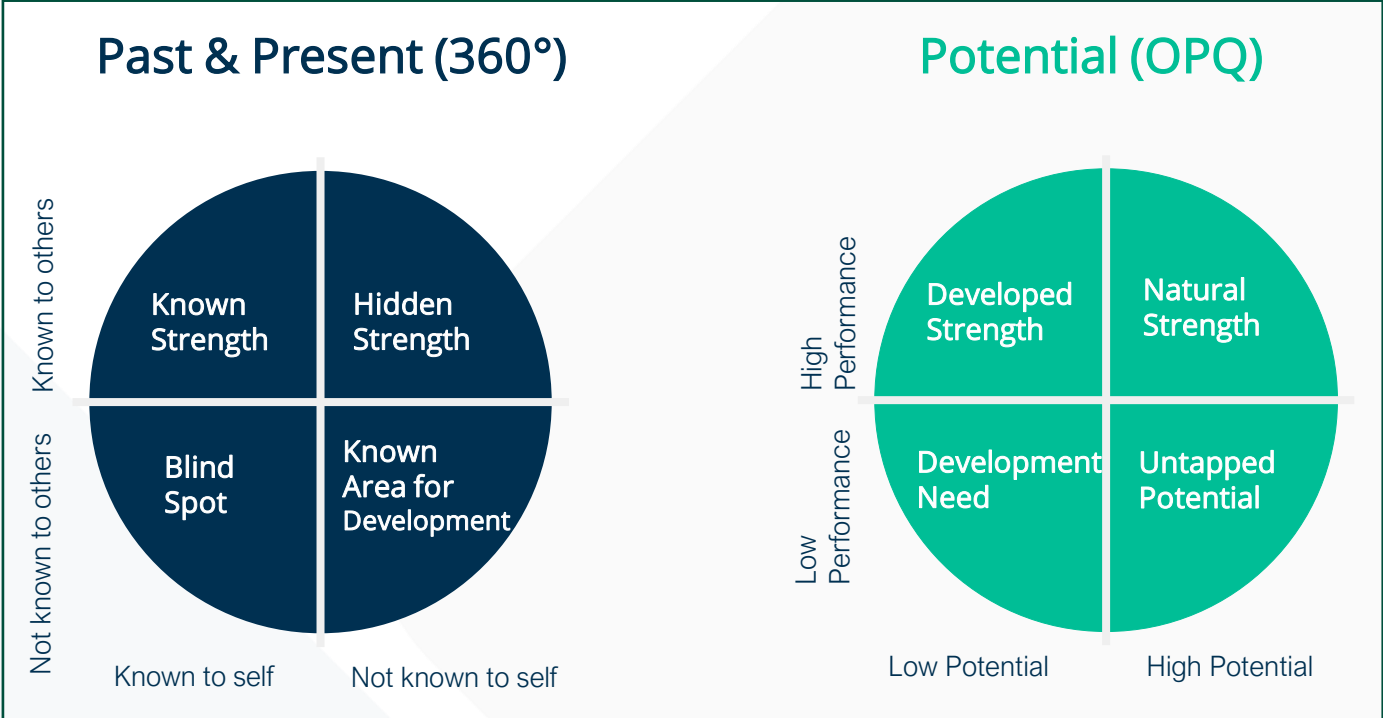 Past & Present (360°)
Known to others
Not known to others
Known
Strength
Hidden
Strength
Blind
Spot
Known
Area for
Development
Known to self
Not known to self
Potential (OPQ)
High
Performance
Low
Performance
Developed
Strength
Natural
Strength
Development
Need
Untapped
Potential
Low Potential
High Potential